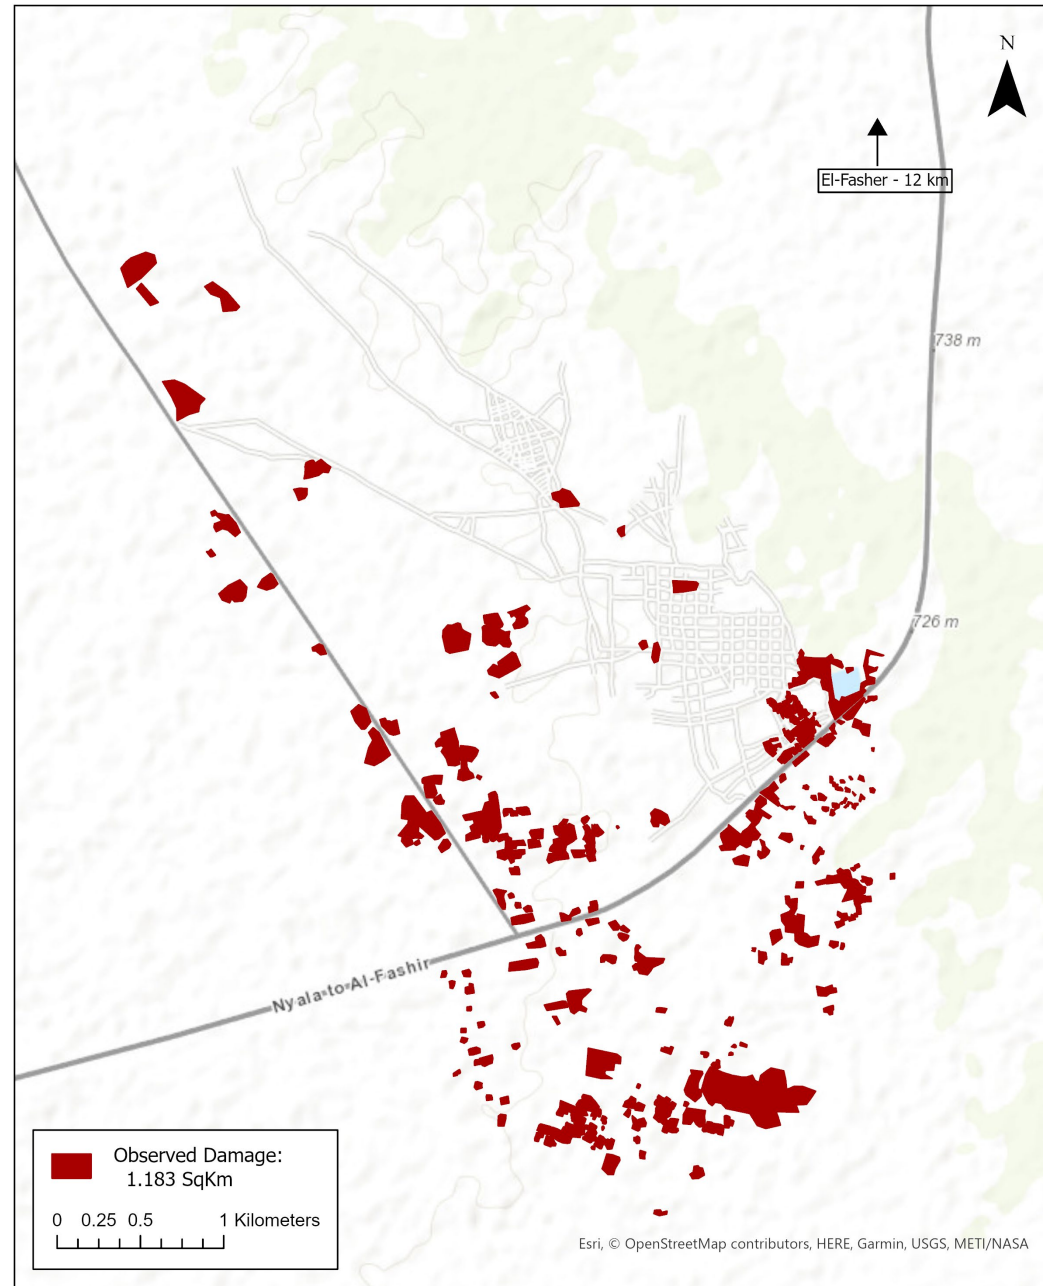 N
El-Fasher - 12 km
738 m
726 m
Nyala-to-Al-Fashir
Observed Damage:
1.183 SqKm
0 0.25 0.5 1 Kilometers
Esri, © OpenStreetMap contributors, HERE, Garmin, USGS, METI/NASA